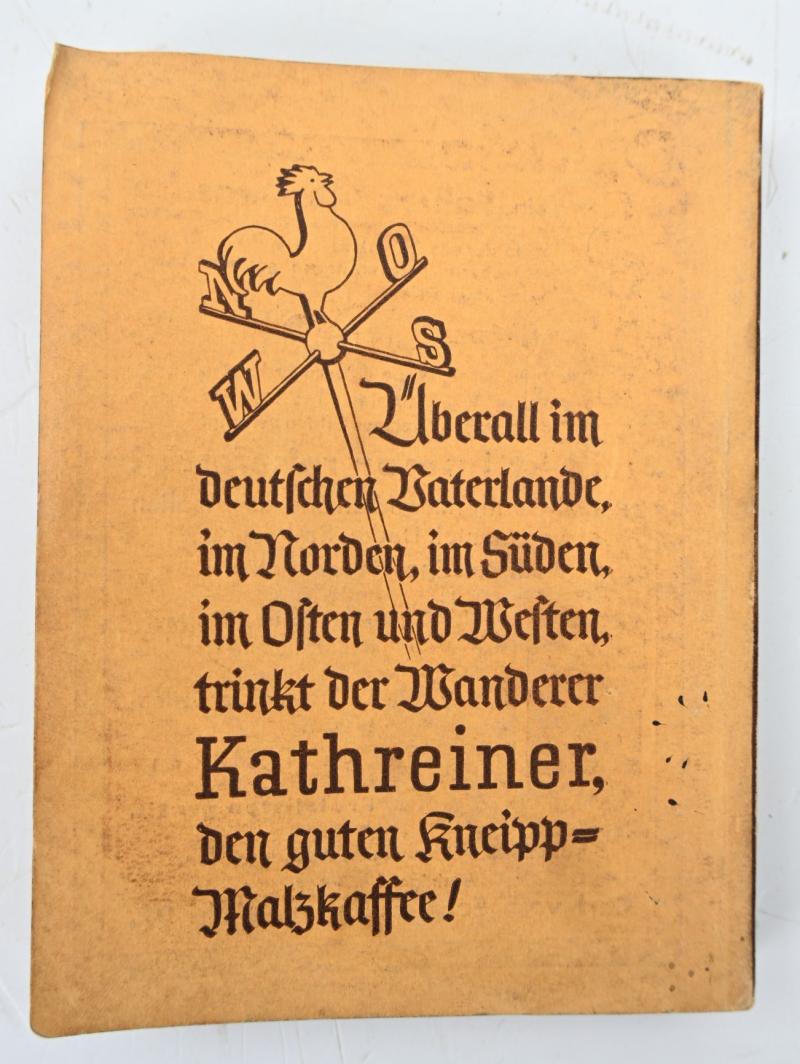 N
O
S
W
Überall im
deutſchen Vaterlande,
im Norden, im Süden,
im Oſten und Weſten,
trinkt der Wanderer
Kathreiner,
den guten Kneipp=
Malzkaffee!